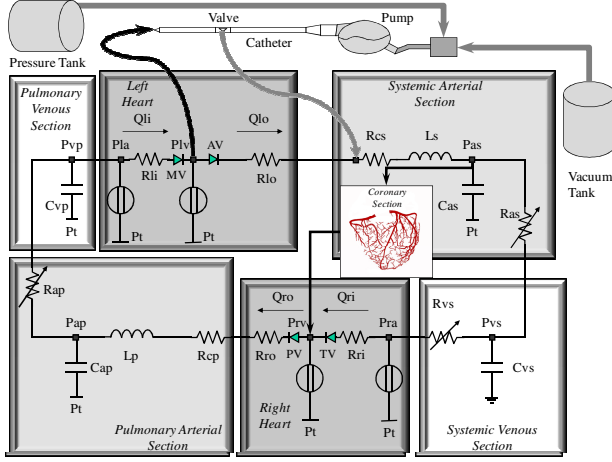 Valve
Pump
Catheter
Pressure Tank
Vacuum
Tank
Pulmonary
Venous
Section
Pvp
Cvp
Pt
Left
Heart
Qli
Qlo
Pla
Plv
AV
Rli
MV
Rlo
Pt
Pt
Systemic Arterial
Section
Rcs
Ls
Pas
Cas
Pt
Ras
Coronary
Section
Rap
Pap
Lp
Rcp
Cap
Pt
Pulmonary Arterial
Section
Qro
Qri
Prv
Pra
Rro
PV
TV
Rri
Right
Heart
Pt
Pt
Rvs
Pvs
Cvs
Systemic Venous
Section